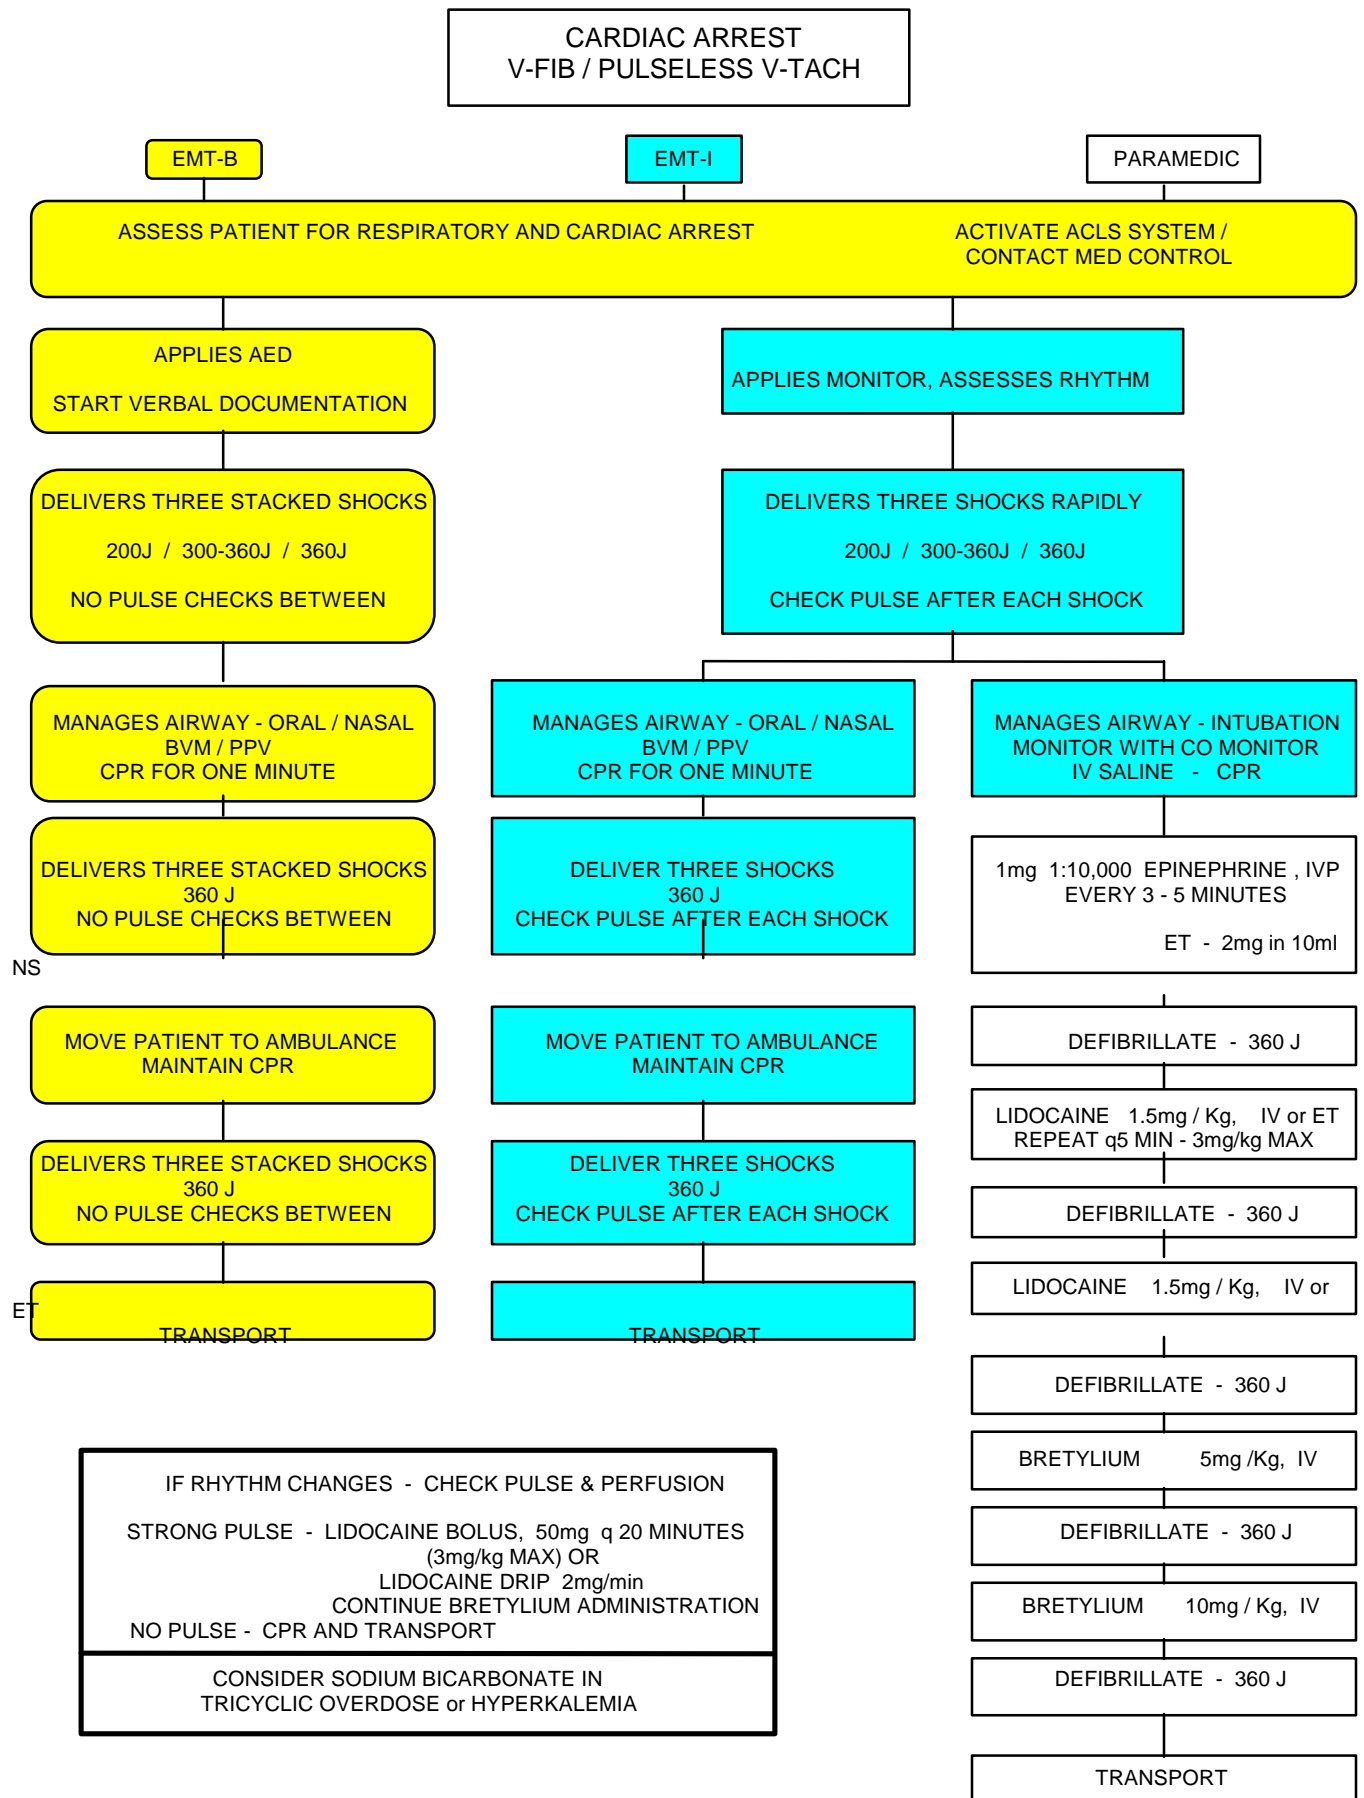 CARDIAC ARREST
V-FIB / PULSELESS V-TACH
EMT-B
EMT-I
PARAMEDIC
ASSESS PATIENT FOR RESPIRATORY AND CARDIAC ARREST
ACTIVATE ACLS SYSTEM /
CONTACT MED CONTROL
APPLIES AED
START VERBAL DOCUMENTATION
APPLIES MONITOR, ASSESSES RHYTHM
DELIVERS THREE STACKED SHOCKS
200J / 300-360J / 360J
NO PULSE CHECKS BETWEEN
DELIVERS THREE SHOCKS RAPIDLY
200J / 300-360J / 360J
CHECK PULSE AFTER EACH SHOCK
MANAGES AIRWAY - ORAL / NASAL
BVM / PPV
CPR FOR ONE MINUTE
MANAGES AIRWAY - ORAL / NASAL
BVM / PPV
CPR FOR ONE MINUTE
MANAGES AIRWAY - INTUBATION
MONITOR WITH CO MONITOR
IV SALINE - CPR
DELIVERS THREE STACKED SHOCKS
360 J
NO PULSE CHECKS BETWEEN
DELIVER THREE SHOCKS
360 J
CHECK PULSE AFTER EACH SHOCK
1mg 1:10,000 EPINEPHRINE , IVP
EVERY 3 - 5 MINUTES
ET - 2mg in 10ml
NS
MOVE PATIENT TO AMBULANCE
MAINTAIN CPR
MOVE PATIENT TO AMBULANCE
MAINTAIN CPR
DEFIBRILLATE - 360 J
LIDOCAINE 1.5mg / Kg, IV or ET
REPEAT q5 MIN - 3mg/kg MAX
DELIVERS THREE STACKED SHOCKS
360 J
NO PULSE CHECKS BETWEEN
DELIVER THREE SHOCKS
360 J
CHECK PULSE AFTER EACH SHOCK
DEFIBRILLATE - 360 J
LIDOCAINE 1.5mg / Kg, IV or
ET
TRANSPORT
TRANSPORT
DEFIBRILLATE - 360 J
BRETYLIUM 5mg /Kg, IV
DEFIBRILLATE - 360 J
BRETYLIUM 10mg / Kg, IV
DEFIBRILLATE - 360 J
TRANSPORT
IF RHYTHM CHANGES - CHECK PULSE & PERFUSION
STRONG PULSE - LIDOCAINE BOLUS, 50mg q 20 MINUTES
(3mg/kg MAX) OR
LIDOCAINE DRIP 2mg/min
CONTINUE BRETYLIUM ADMINISTRATION
NO PULSE - CPR AND TRANSPORT
CONSIDER SODIUM BICARBONATE IN
TRICYCLIC OVERDOSE or HYPERKALEMIA